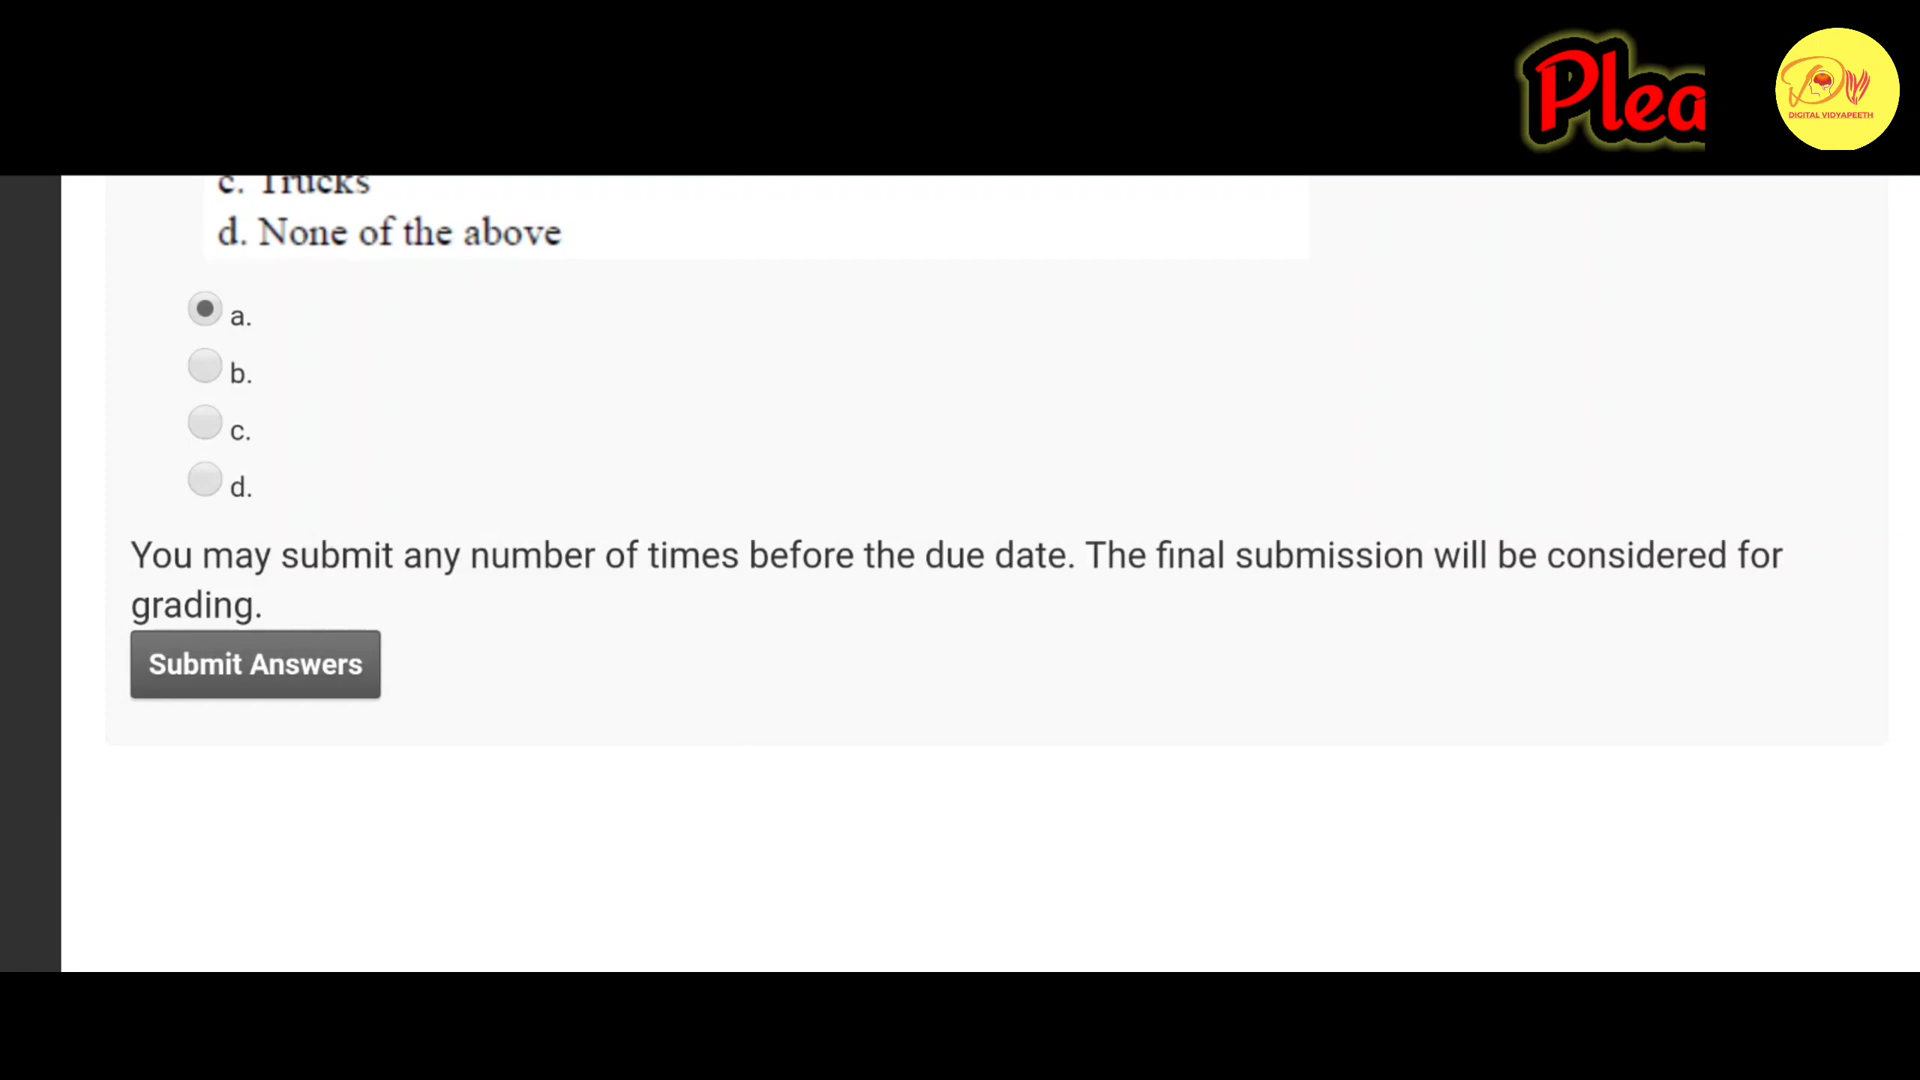 Plea
DIGITAL VIDYAPEETH
c. Trucks
d. None of the above
a.
b.
c.
d.
You may submit any number of times before the due date. The final submission will be considered for
grading.
Submit Answers